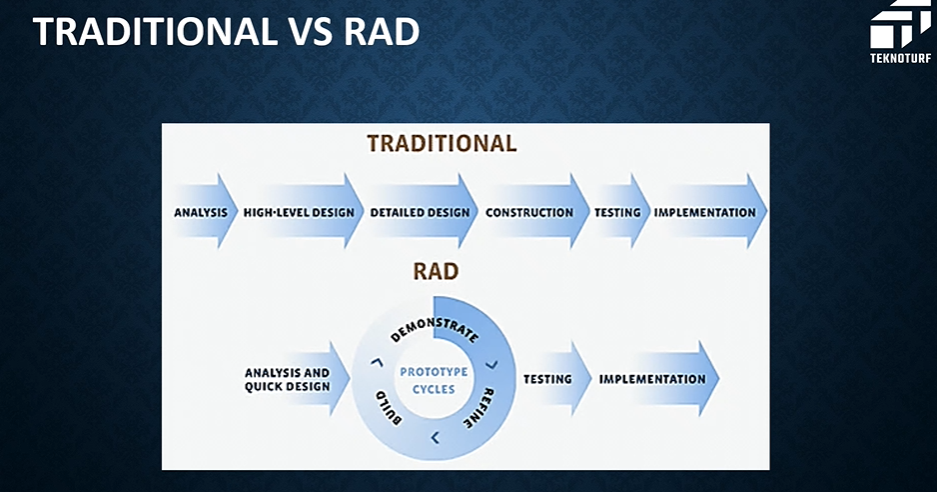 TRADITIONAL VS RAD
TEKNOTURF
TRADITIONAL
ANALYSIS
HIGH-LEVEL DESIGN
DETAILED DESIGN
CONSTRUCTION
TESTING
IMPLEMENTATION
RAD
ANALYSIS AND
QUICK DESIGN
DEMONSTRATE
REFINE
BUILD
PROTOTYPE
CYCLES
TESTING
IMPLEMENTATION